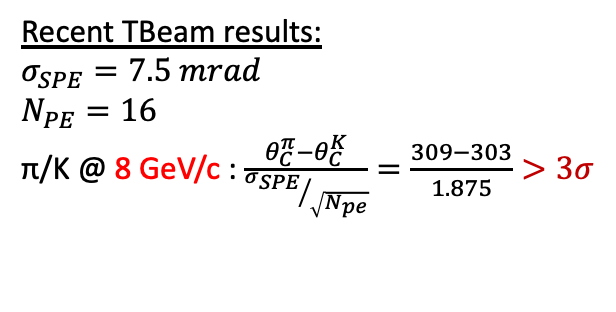 Recent TBeam results:
σ_SPE = 7.5 mrad
N_PE = 16
π/K @ 8 GeV/c : (θ_C^π−θ_C^K)/(σ_SPE/√N_pe) = (309−303)/1.875 > 3σ